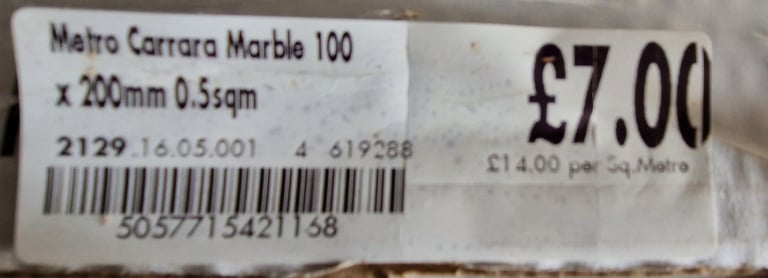 Metro Carrara Marble 100
x 200mm 0.5sqm
£7.00
2129.16.05.001 4 619288
£14.00 per Sq.Metre
5057715421168